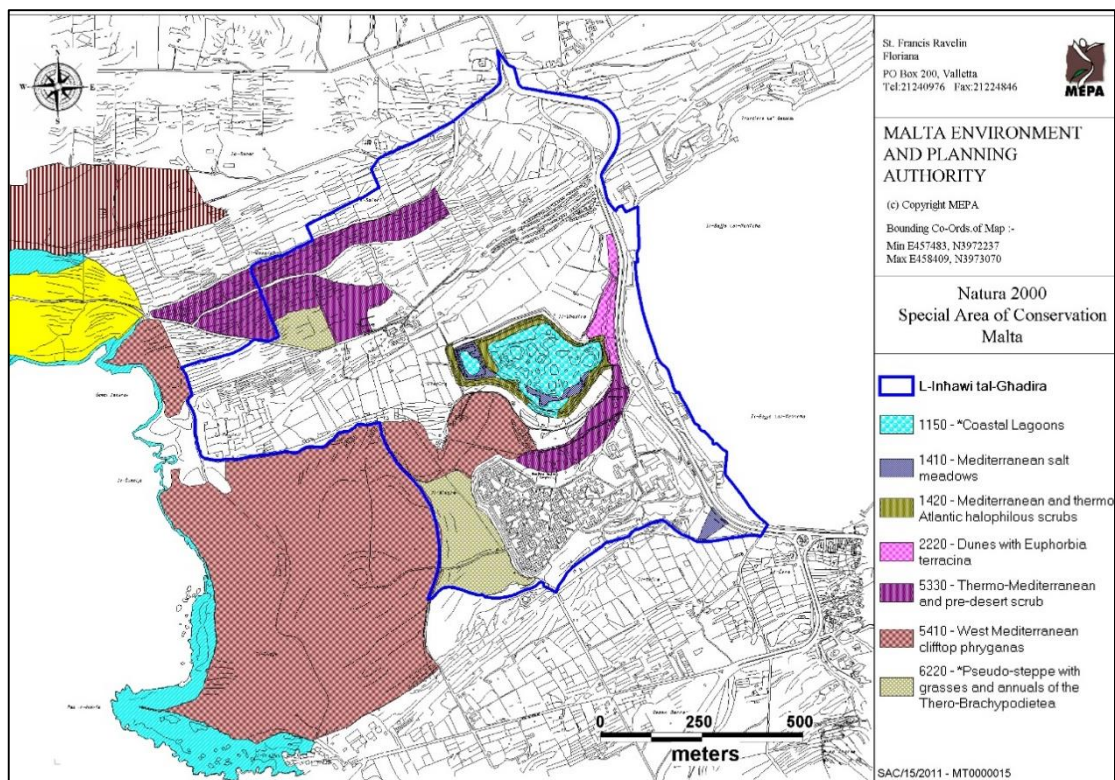 St. Francis Ravelin
Floriana
PO Box 200, Valletta
Tel:21240976 Fax:21224846
MEPA
MALTA ENVIRONMENT
AND PLANNING
AUTHORITY
(c) Copyright MEPA
Bounding Co-Ords.of Map :-
Min E457483, N3972237
Max E458409, N3973070
Natura 2000
Special Area of Conservation
Malta
L-Inħawi tal-Għadira
1150 - *Coastal Lagoons
1410 - Mediterranean salt
meadows
1420 - Mediterranean and thermo
Atlantic halophilous scrubs
2220 - Dunes with Euphorbia
terracina
5330 - Thermo-Mediterranean
and pre-desert scrub
5410 - West Mediterranean
clifftop phryganas
6220 - *Pseudo-steppe with
grasses and annuals of the
Thero-Brachypodietea
SAC/15/2011 - MT0000015
N
W E
S
0 250 500
meters